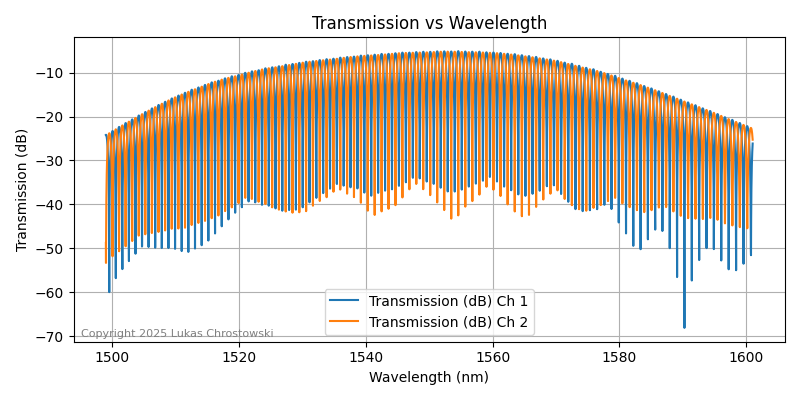 Transmission vs Wavelength
Transmission (dB)
−10
−20
−30
−40
−50
−60
−70
Transmission (dB) Ch 1
Transmission (dB) Ch 2
Copyright 2025 Lukas Chrostowski
1500
1520
1540
1560
1580
1600
Wavelength (nm)